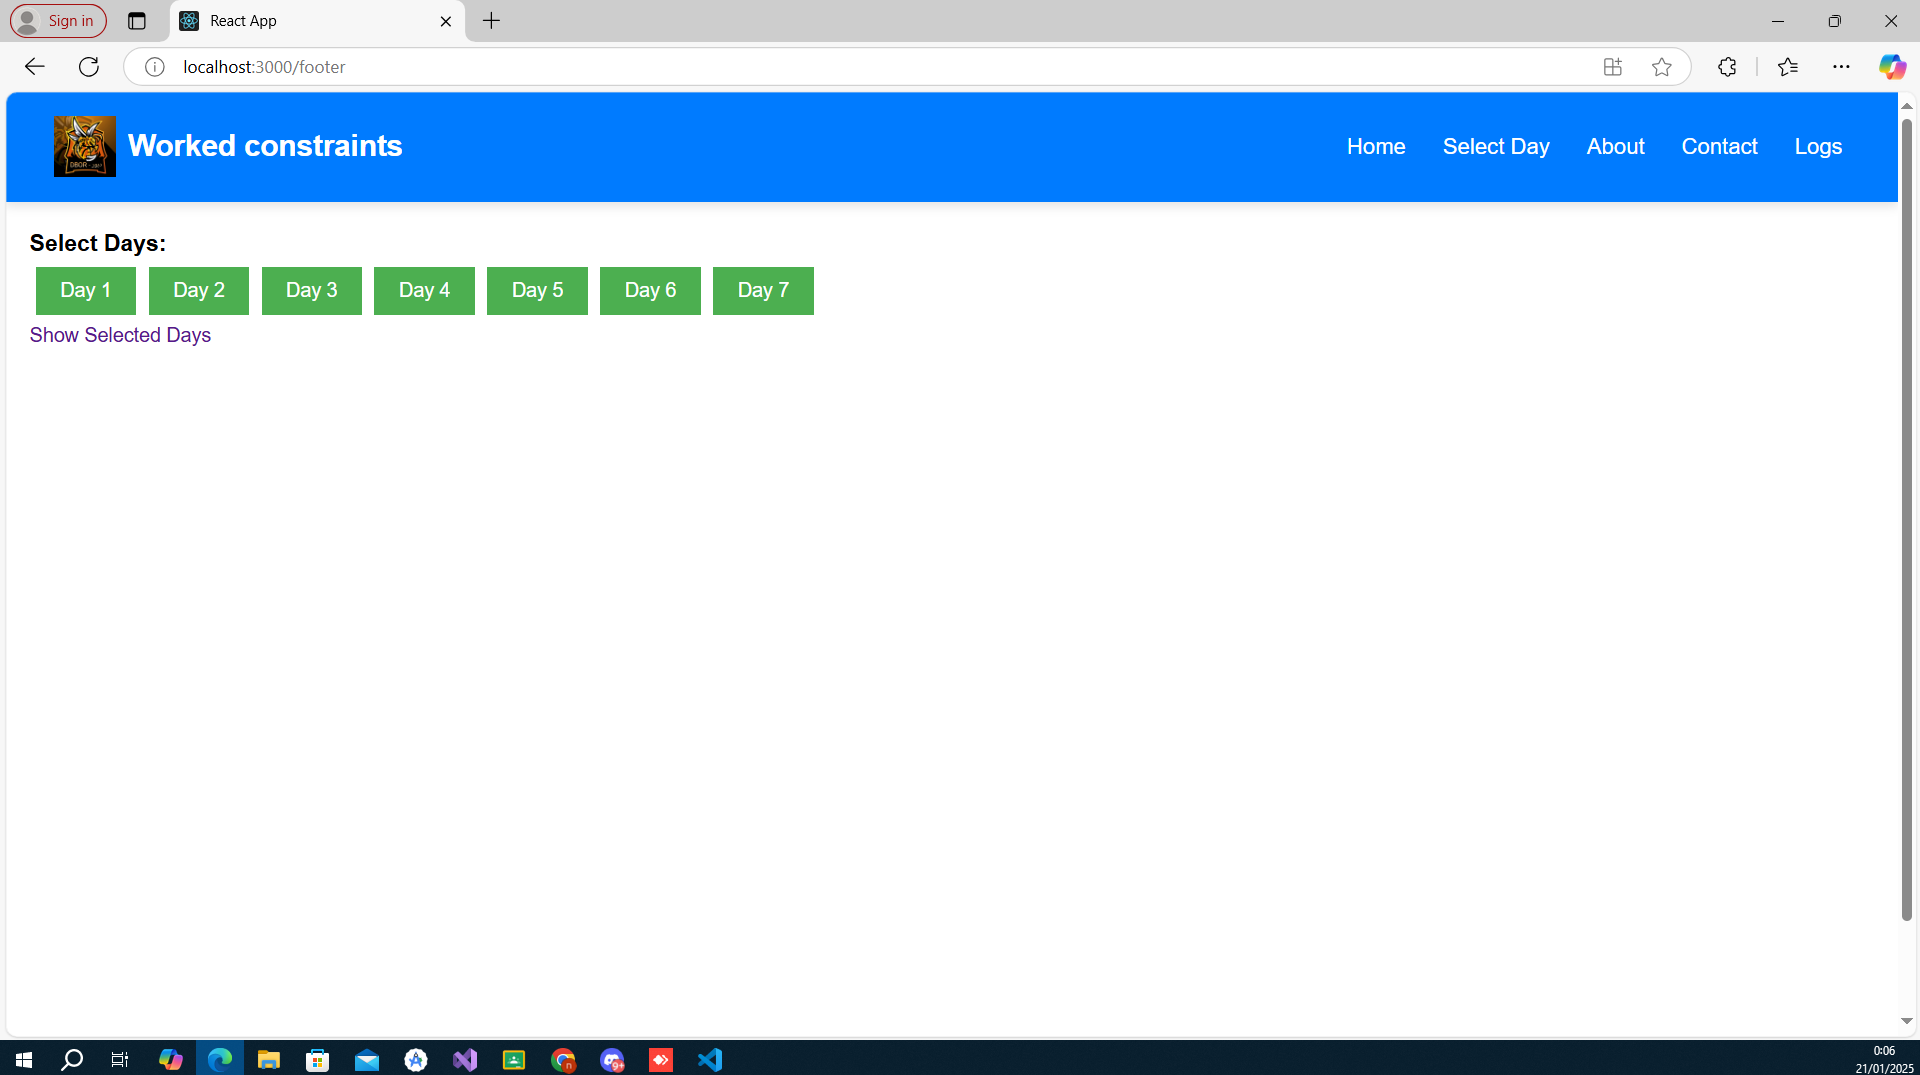 Sign in
React App
localhost:3000/footer
Worked constraints
Home Select Day About Contact Logs
Select Days:
Day 1 Day 2 Day 3 Day 4 Day 5 Day 6 Day 7
Show Selected Days
0:06
21/01/2025